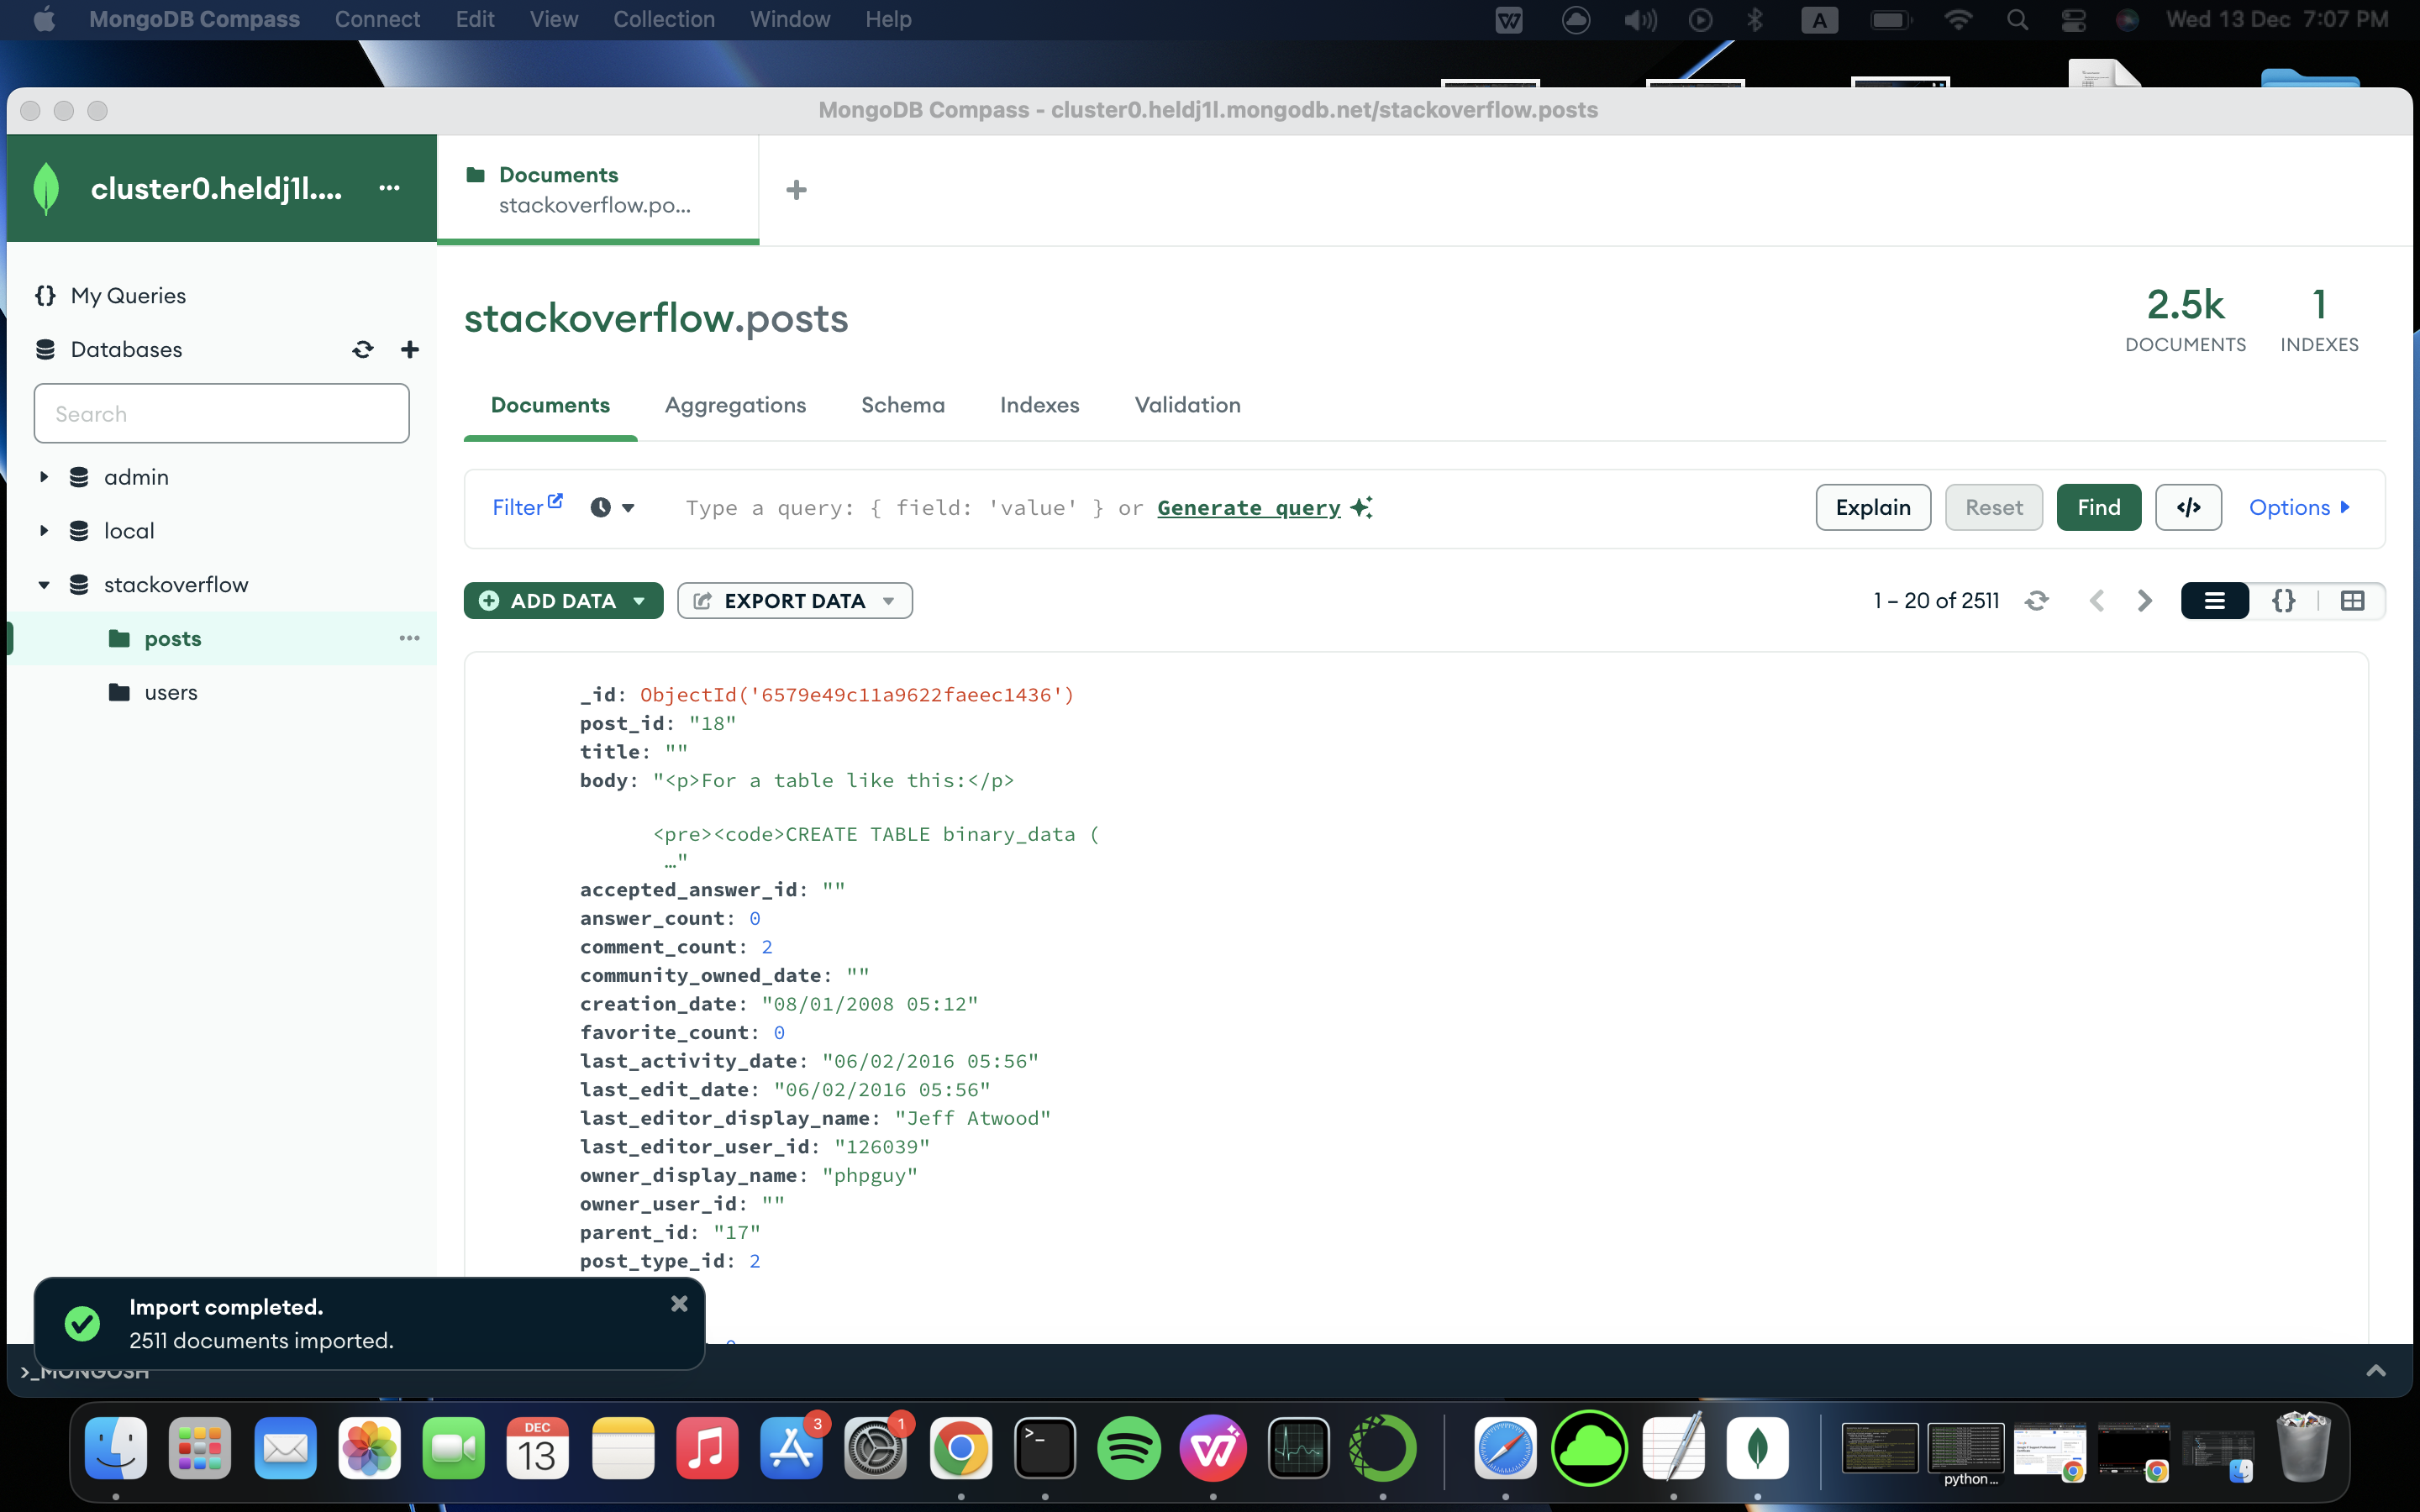 MongoDB Compass Connect Edit View Collection Window Help
A Wed 13 Dec 7:07 PM
MongoDB Compass - cluster0.heldj1l.mongodb.net/stackoverflow.posts
cluster0.heldj1l....
Documents
stackoverflow.po...
My Queries
Databases
Search
admin
local
stackoverflow
posts
users
stackoverflow.posts
2.5k
DOCUMENTS
1
INDEXES
Documents Aggregations Schema Indexes Validation
Filter Type a query: { field: 'value' } or Generate query Explain Reset Find </> Options
ADD DATA EXPORT DATA 1 – 20 of 2511 {}
_id: ObjectId('6579e49c11a9622faeec1436')
post_id: "18"
title: ""
body: "<p>For a table like this:</p>
<pre><code>CREATE TABLE binary_data (
…"
accepted_answer_id: ""
answer_count: 0
comment_count: 2
community_owned_date: ""
creation_date: "08/01/2008 05:12"
favorite_count: 0
last_activity_date: "06/02/2016 05:56"
last_edit_date: "06/02/2016 05:56"
last_editor_display_name: "Jeff Atwood"
last_editor_user_id: "126039"
owner_display_name: "phpguy"
owner_user_id: ""
parent_id: "17"
post_type_id: 2
Import completed.
2511 documents imported.
>_MONGOSH
DEC
13
3
1
python...